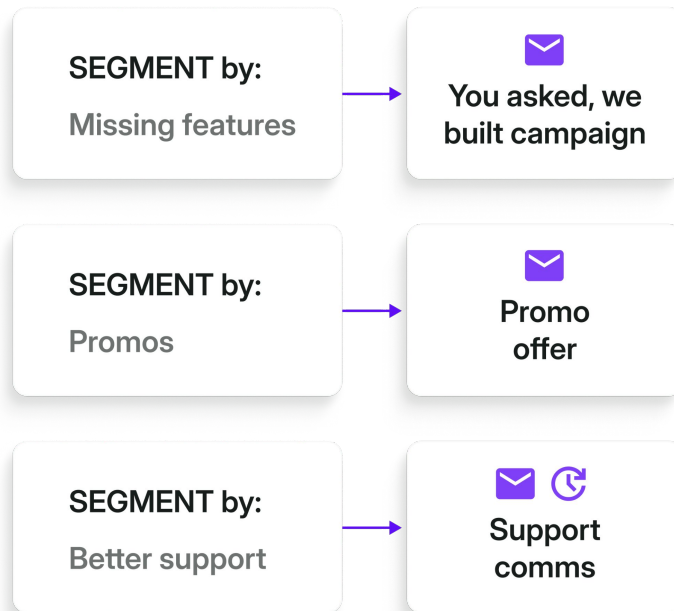 SEGMENT by:
Missing features
You asked, we
built campaign
SEGMENT by:
Promos
Promo
offer
SEGMENT by:
Better support
Support
comms